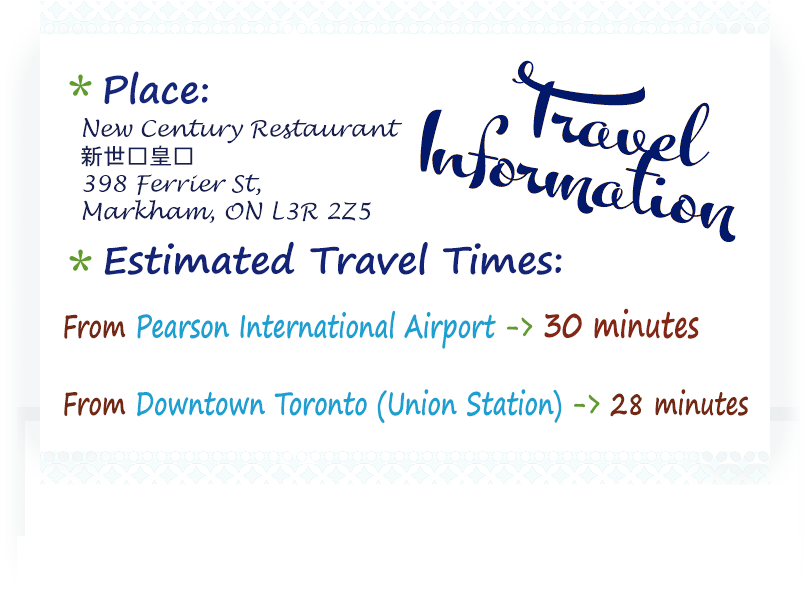 * Place:
New Century Restaurant
新世□皇□
398 Ferrier St,
Markham, ON L3R 2Z5
Travel
Information
* Estimated Travel Times:
From Pearson International Airport -> 30 minutes
From Downtown Toronto (Union Station) -> 28 minutes